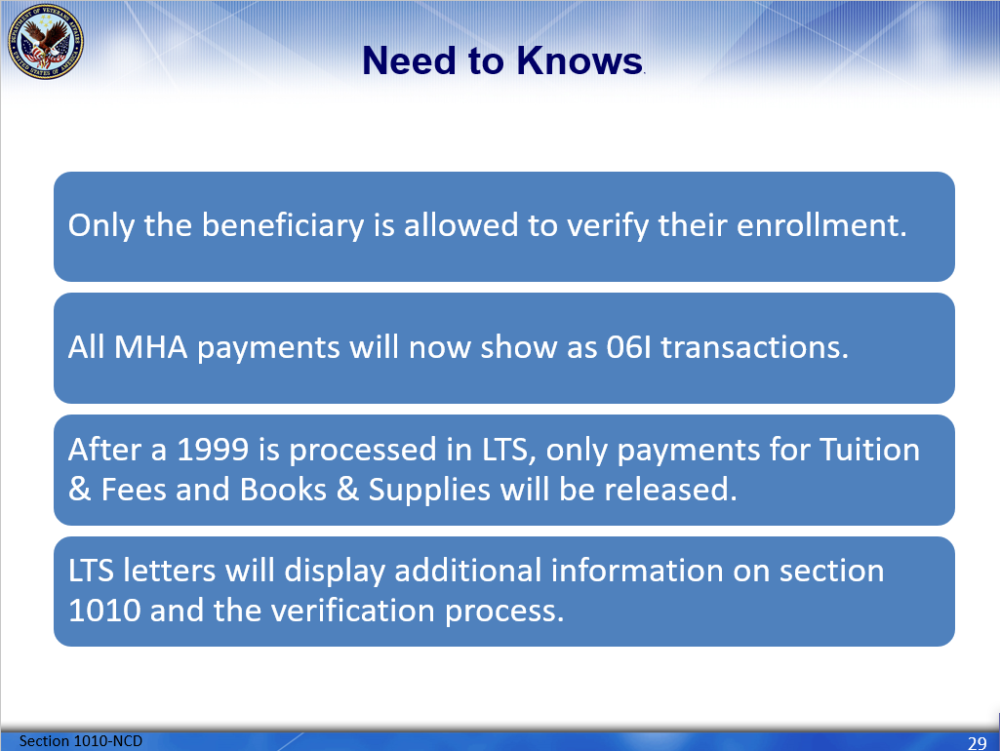 DEPARTMENT OF VETERANS AFFAIRS
UNITED STATES OF AMERICA
Need to Knows.
Only the beneficiary is allowed to verify their enrollment.
All MHA payments will now show as 06I transactions.
After a 1999 is processed in LTS, only payments for Tuition
& Fees and Books & Supplies will be released.
LTS letters will display additional information on section
1010 and the verification process.
Section 1010-NCD
29